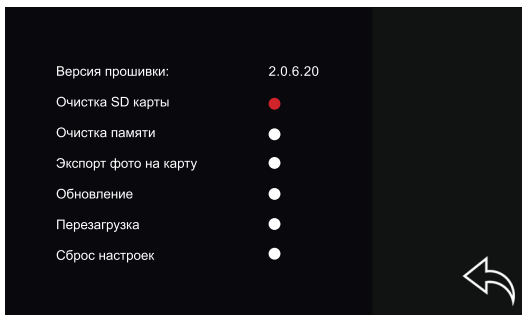 Версия прошивки: 2.0.6.20
Очистка SD карты
Очистка памяти
Экспорт фото на карту
Обновление
Перезагрузка
Сброс настроек